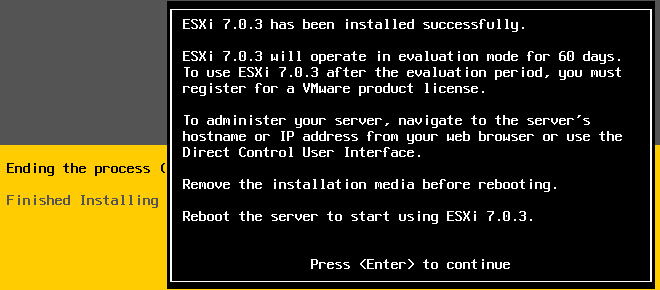 ESXi 7.0.3 has been installed successfully.
ESXi 7.0.3 will operate in evaluation mode for 60 days.
To use ESXi 7.0.3 after the evaluation period, you must
register for a VMware product license.
To administer your server, navigate to the server's
hostname or IP address from your web browser or use the
Direct Control User Interface.
Remove the installation media before rebooting.
Reboot the server to start using ESXi 7.0.3.
Press <Enter> to continue
Ending the process (
Finished Installing